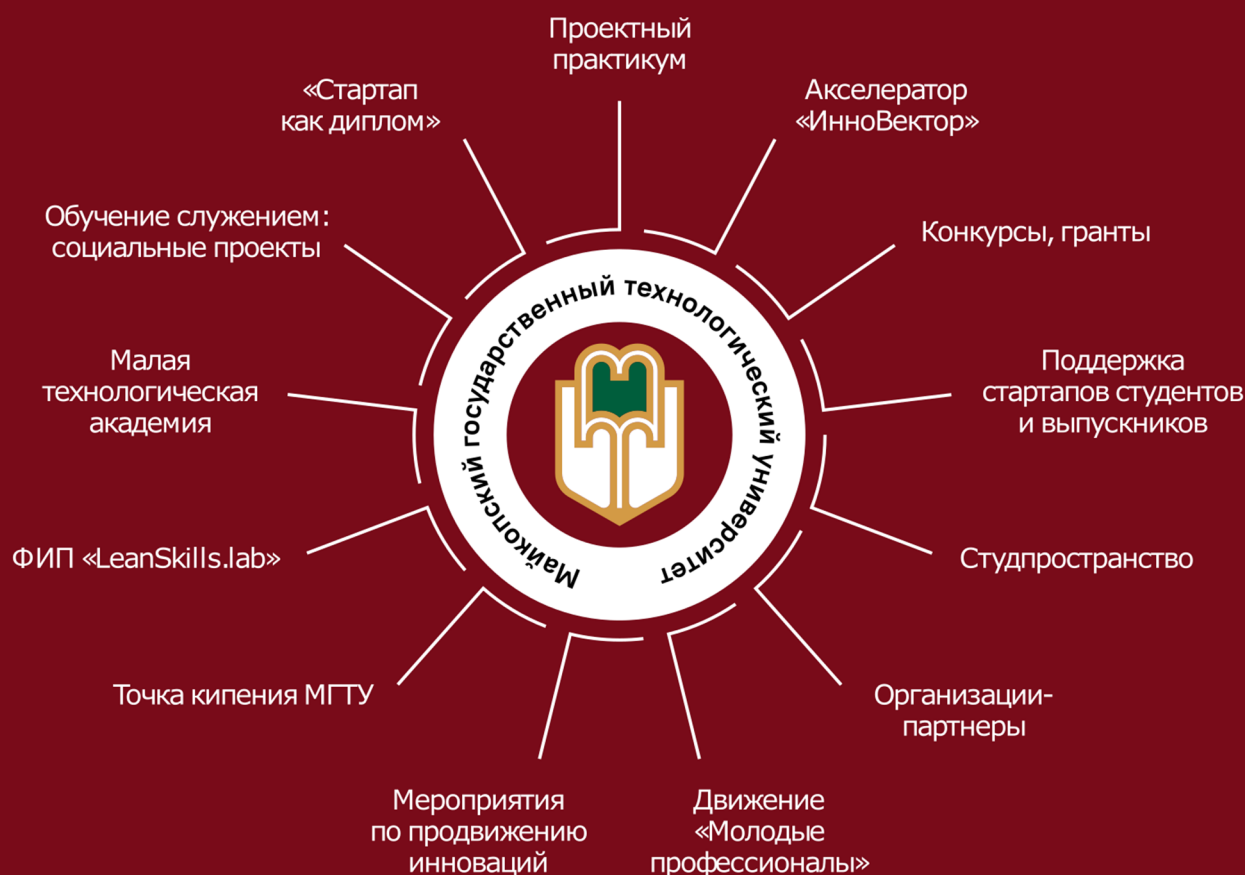 Проектный
практикум
Акселератор
«ИнноВектор»
Конкурсы, гранты
Поддержка
стартапов студентов
и выпускников
Студпространство
Организации-
партнеры
Движение
«Молодые
профессионалы»
Мероприятия
по продвижению
инноваций
Точка кипения МГТУ
ФИП «LeanSkills.lab»
Малая
технологическая
академия
Обучение служением:
социальные проекты
«Стартап
как диплом»
Майкопский государственный технологический университет